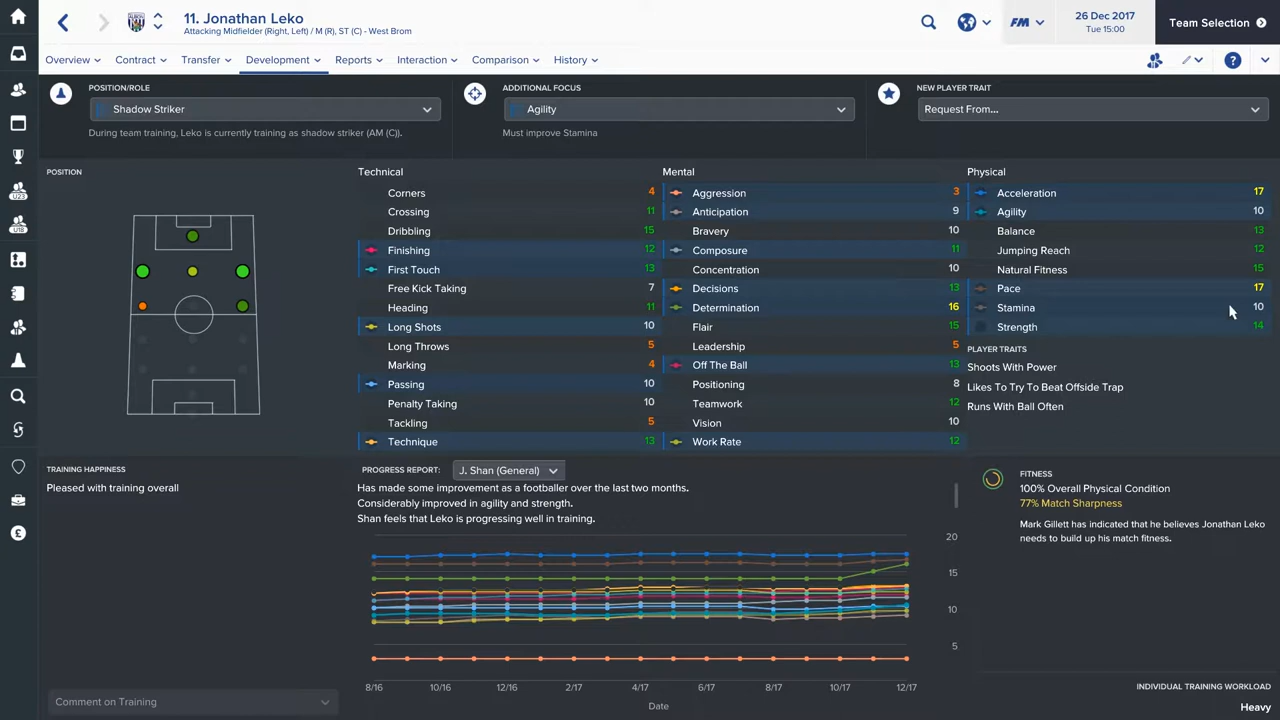 11. Jonathan Leko
Attacking Midfielder (Right, Left) / M (R), ST (C) - West Brom
ALBION
FM
26 Dec 2017
Tue 15:00
Team Selection
Overview
Contract
Transfer
Development
Reports
Interaction
Comparison
History
?
POSITION/ROLE
Shadow Striker
During team training, Leko is currently training as shadow striker (AM (C)).
ADDITIONAL FOCUS
Agility
Must improve Stamina
NEW PLAYER TRAIT
Request From...
U23
U18
£
POSITION
Technical
Corners 4
Crossing 11
Dribbling 15
Finishing 12
First Touch 13
Free Kick Taking 7
Heading 11
Long Shots 10
Long Throws 5
Marking 4
Passing 10
Penalty Taking 10
Tackling 5
Technique 13
Mental
Aggression 3
Anticipation 9
Bravery 10
Composure 11
Concentration 10
Decisions 13
Determination 16
Flair 15
Leadership 5
Off The Ball 13
Positioning 8
Teamwork 12
Vision 10
Work Rate 12
Physical
Acceleration 17
Agility 10
Balance 13
Jumping Reach 12
Natural Fitness 15
Pace 17
Stamina 10
Strength 14
PLAYER TRAITS
Shoots With Power
Likes To Try To Beat Offside Trap
Runs With Ball Often
TRAINING HAPPINESS
Pleased with training overall
Comment on Training
PROGRESS REPORT: J. Shan (General)
Has made some improvement as a footballer over the last two months.
Considerably improved in agility and strength.
Shan feels that Leko is progressing well in training.
20
15
10
5
8/16 10/16 12/16 2/17 4/17 6/17 8/17 10/17 12/17
Date
FITNESS
100% Overall Physical Condition
77% Match Sharpness
Mark Gillett has indicated that he believes Jonathan Leko
needs to build up his match fitness.
INDIVIDUAL TRAINING WORKLOAD
Heavy